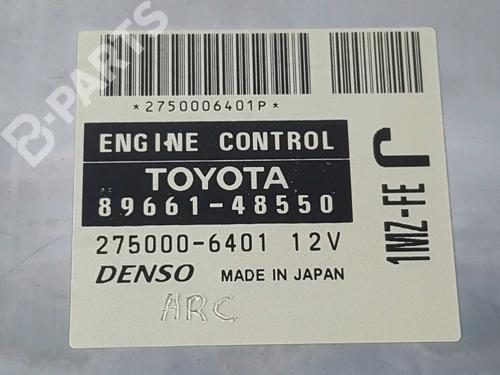 *2750006401P*
ENGINE CONTROL
TOYOTA
89661-48550
275000-6401 12V
DENSO MADE IN JAPAN
ARC
1MZ-FE J
B-PARTS